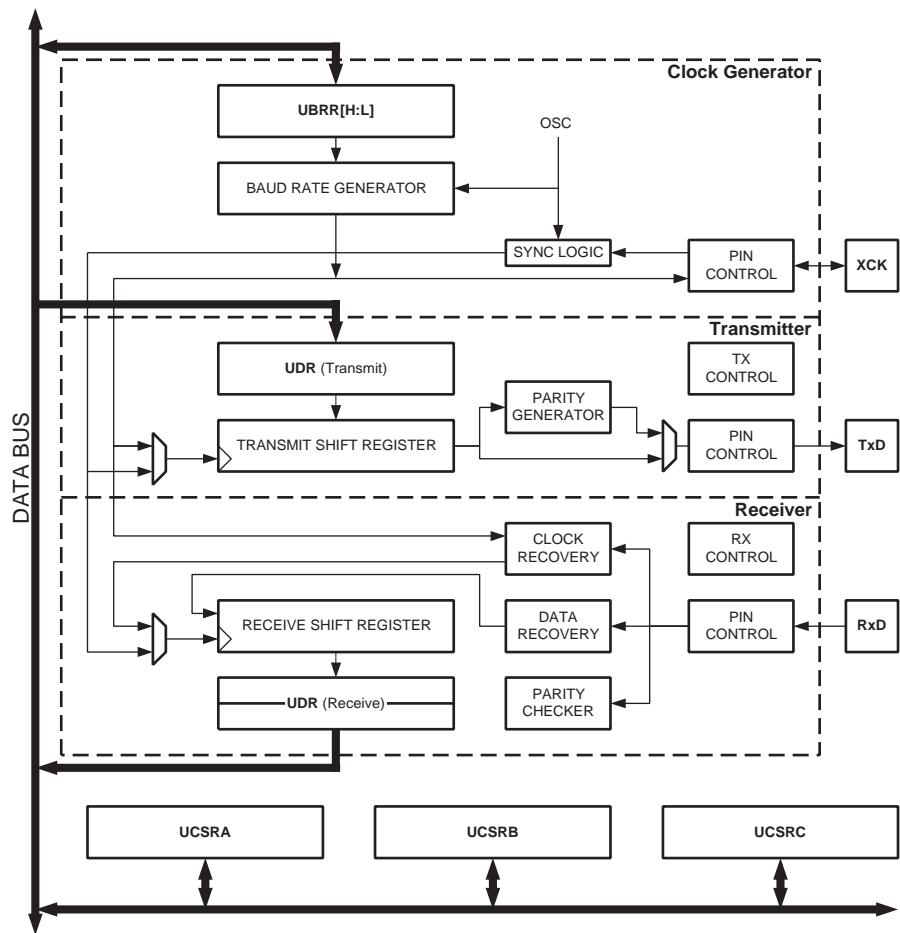 Clock Generator
UBRR[H:L]
OSC
BAUD RATE GENERATOR
SYNC LOGIC
PIN
CONTROL
XCK
Transmitter
UDR (Transmit)
TX
CONTROL
PARITY
GENERATOR
TRANSMIT SHIFT REGISTER
PIN
CONTROL
TxD
DATA BUS
Receiver
CLOCK
RECOVERY
RX
CONTROL
RECEIVE SHIFT REGISTER
DATA
RECOVERY
PIN
CONTROL
RxD
UDR (Receive)
PARITY
CHECKER
UCSRA
UCSRB
UCSRC